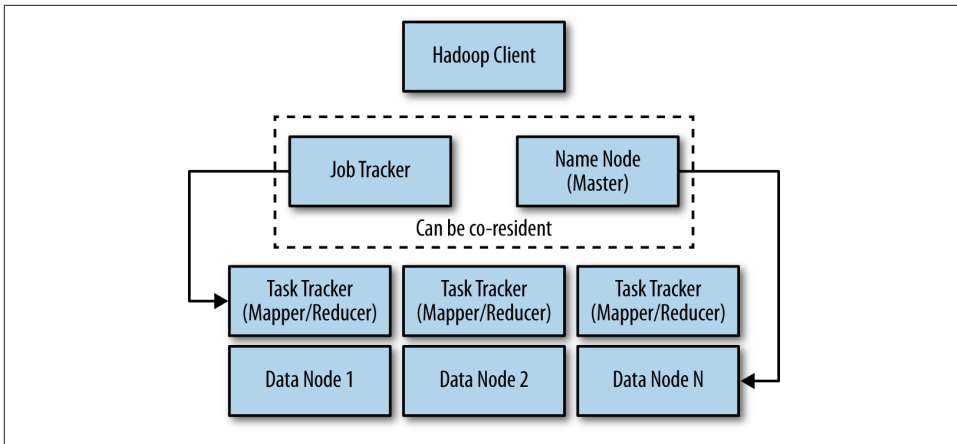 Hadoop Client
Job Tracker
Name Node
(Master)
Can be co-resident
Task Tracker
(Mapper/Reducer)
Task Tracker
(Mapper/Reducer)
Task Tracker
(Mapper/Reducer)
Data Node 1
Data Node 2
Data Node N